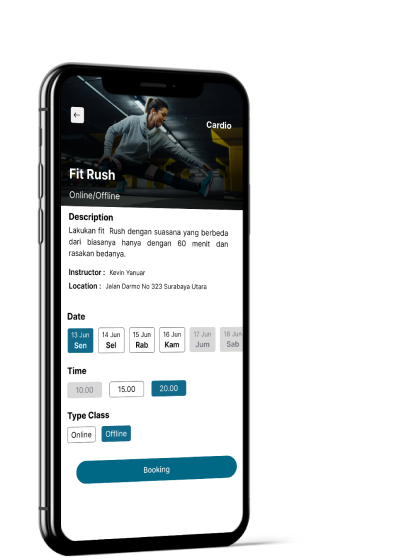 Cardio
Fit Rush
Online/Offline
Description
Lakukan fit Rush dengan suasana yang berbeda
dari biasanya hanya dengan 60 menit dan
rasakan bedanya.
Instructor : Kevin Yanuar
Location : Jalan Darmo No 323 Surabaya Utara
Date
13 Jun 14 Jun 15 Jun 16 Jun 17 Jun 18 Jun
Sen Sel Rab Kam Jum Sab
Time
10.00 15.00 20.00
Type Class
Online Offline
Booking